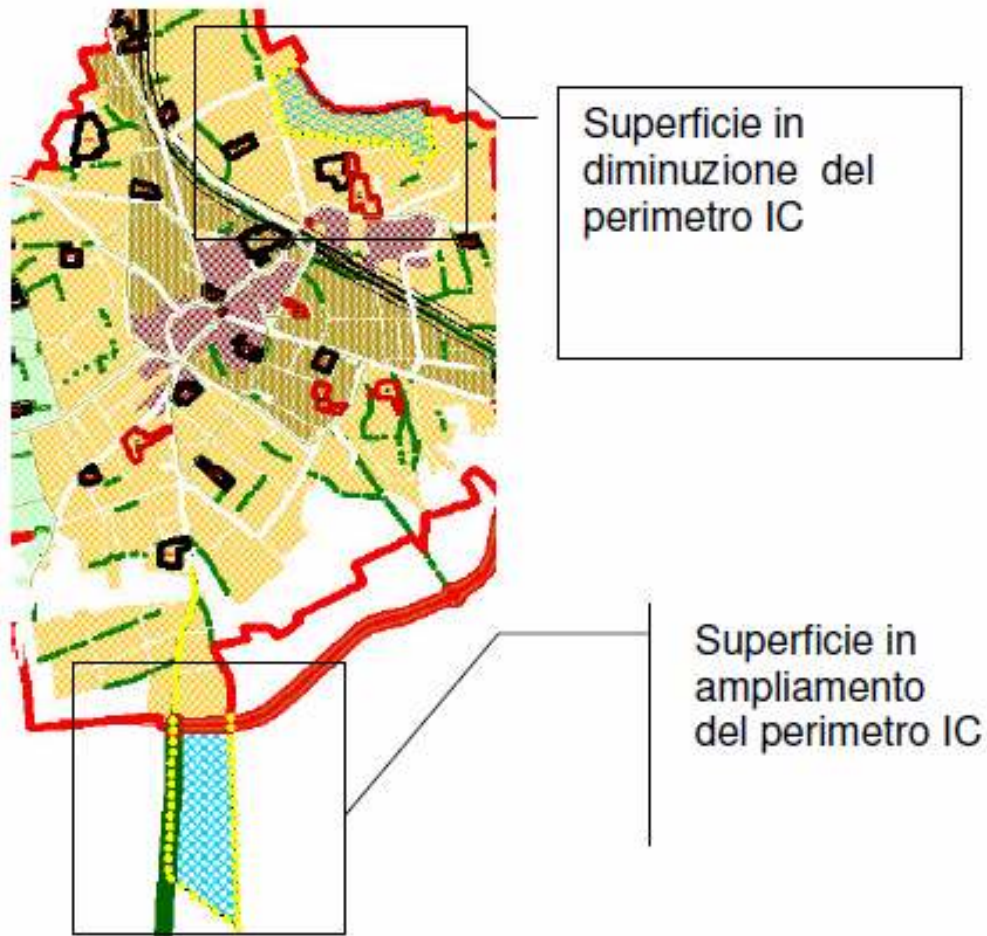 Superficie in
diminuzione del
perimetro IC
Superficie in
ampliamento
del perimetro IC